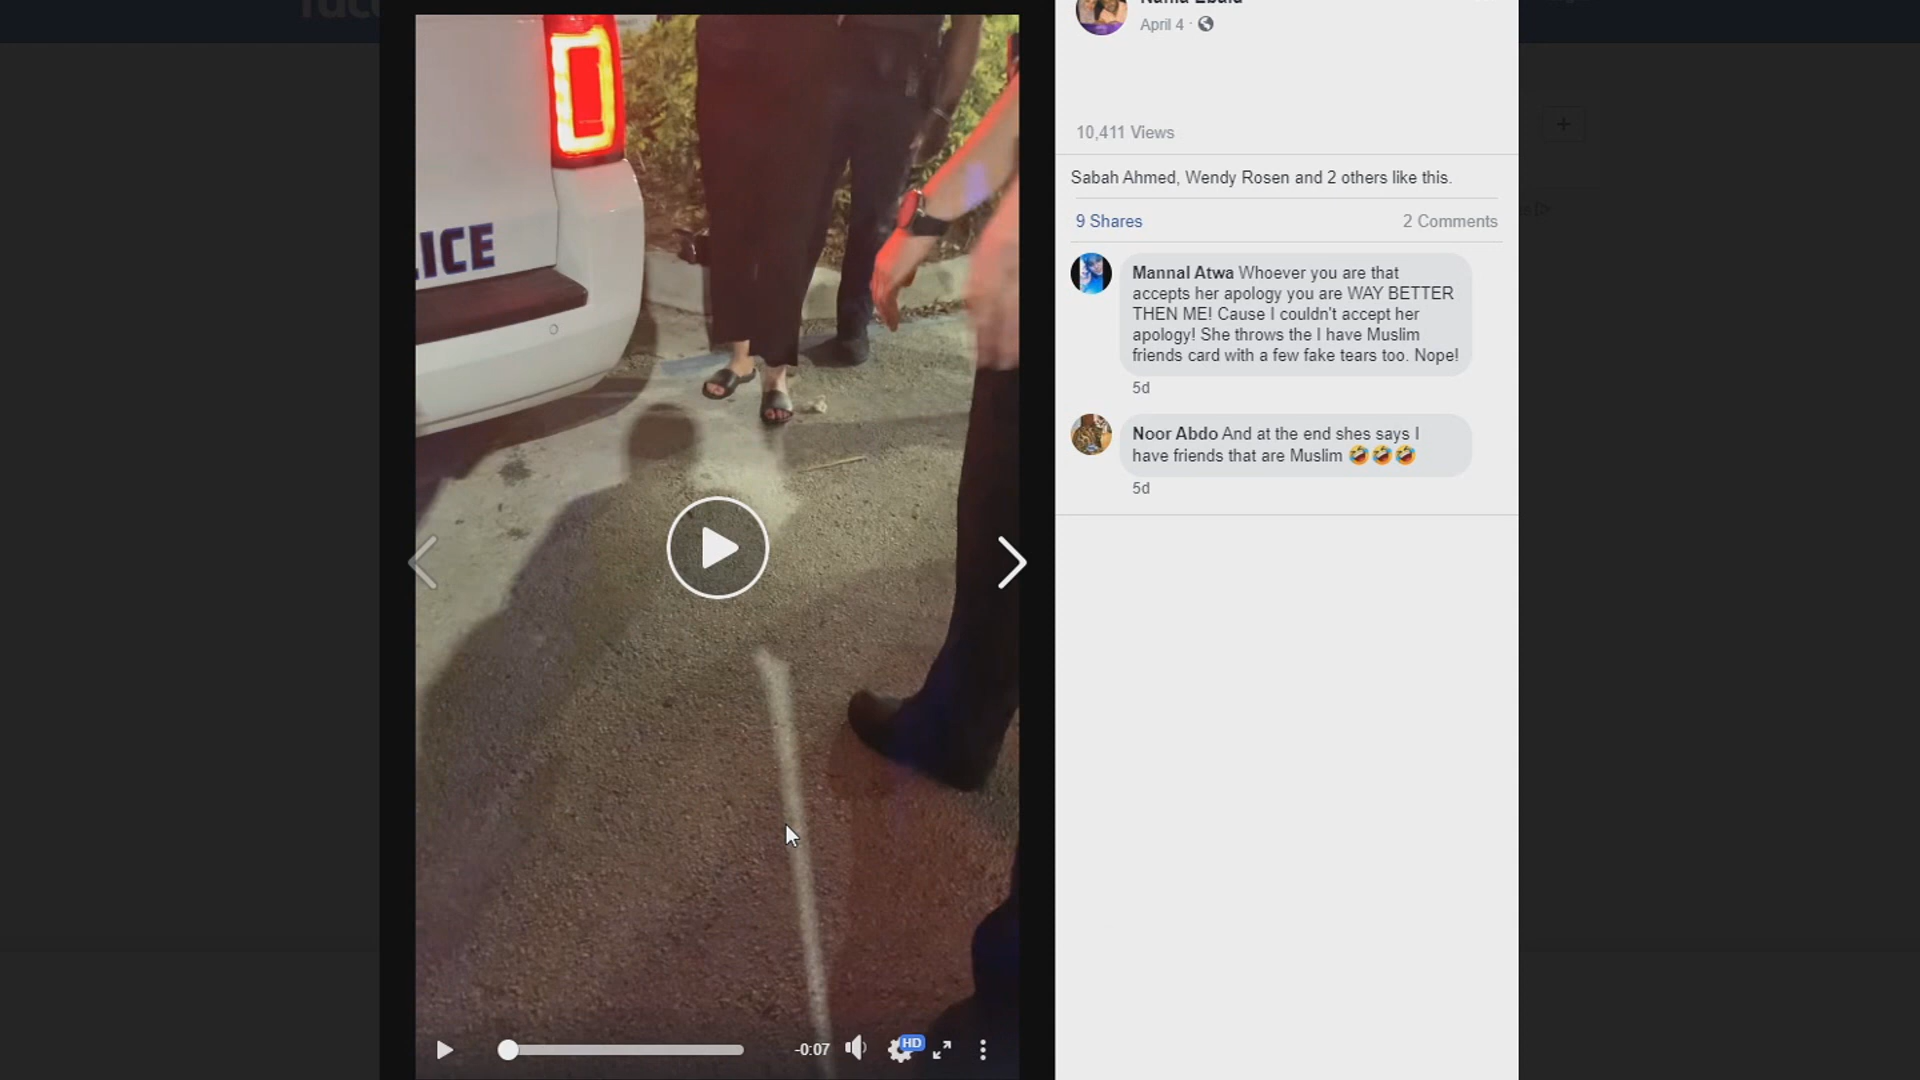 April 4
10,411 Views
Sabah Ahmed, Wendy Rosen and 2 others like this.
9 Shares
2 Comments
Mannal Atwa Whoever you are that
accepts her apology you are WAY BETTER
THEN ME! Cause I couldn't accept her
apology! She throws the I have Muslim
friends card with a few fake tears too. Nope!
5d
Noor Abdo And at the end shes says I
have friends that are Muslim 🤣🤣🤣
5d
LICE
-0:07
HD